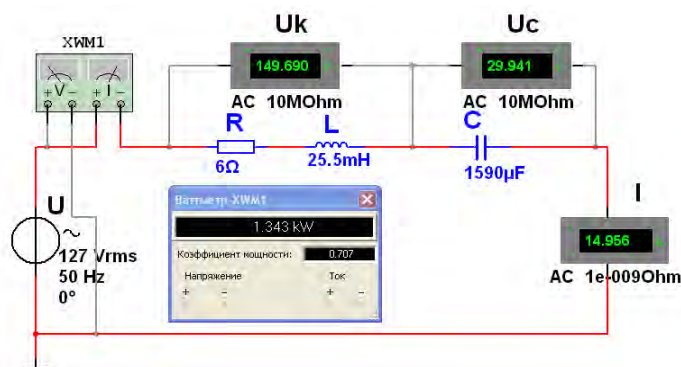 Uk
Uc
XWM1
149.690
29.941
+ V − + I −
AC 10MOhm
AC 10MOhm
R
L
C
6Ω
25.5mH
1590µF
Ваттметр-XWM1
1.343 kW
Коэффициент мощности: 0.707
Напряжение
Ток
+ − + −
U
127 Vrms
50 Hz
0°
I
14.956
AC 1e-009Ohm